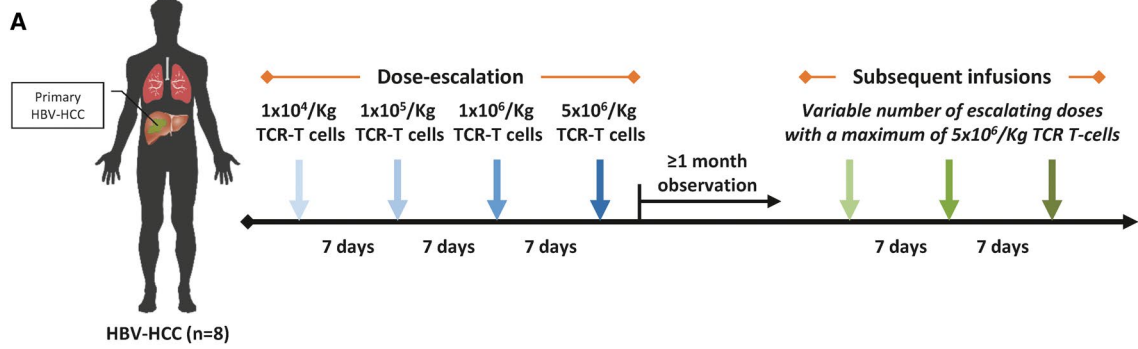 A
Primary
HBV-HCC
HBV-HCC (n=8)
Dose-escalation
1x10⁴/Kg
TCR-T cells
1x10⁵/Kg
TCR-T cells
1x10⁶/Kg
TCR-T cells
5x10⁶/Kg
TCR-T cells
7 days
7 days
7 days
≥1 month
observation
Subsequent infusions
Variable number of escalating doses
with a maximum of 5x10⁶/Kg TCR T-cells
7 days
7 days